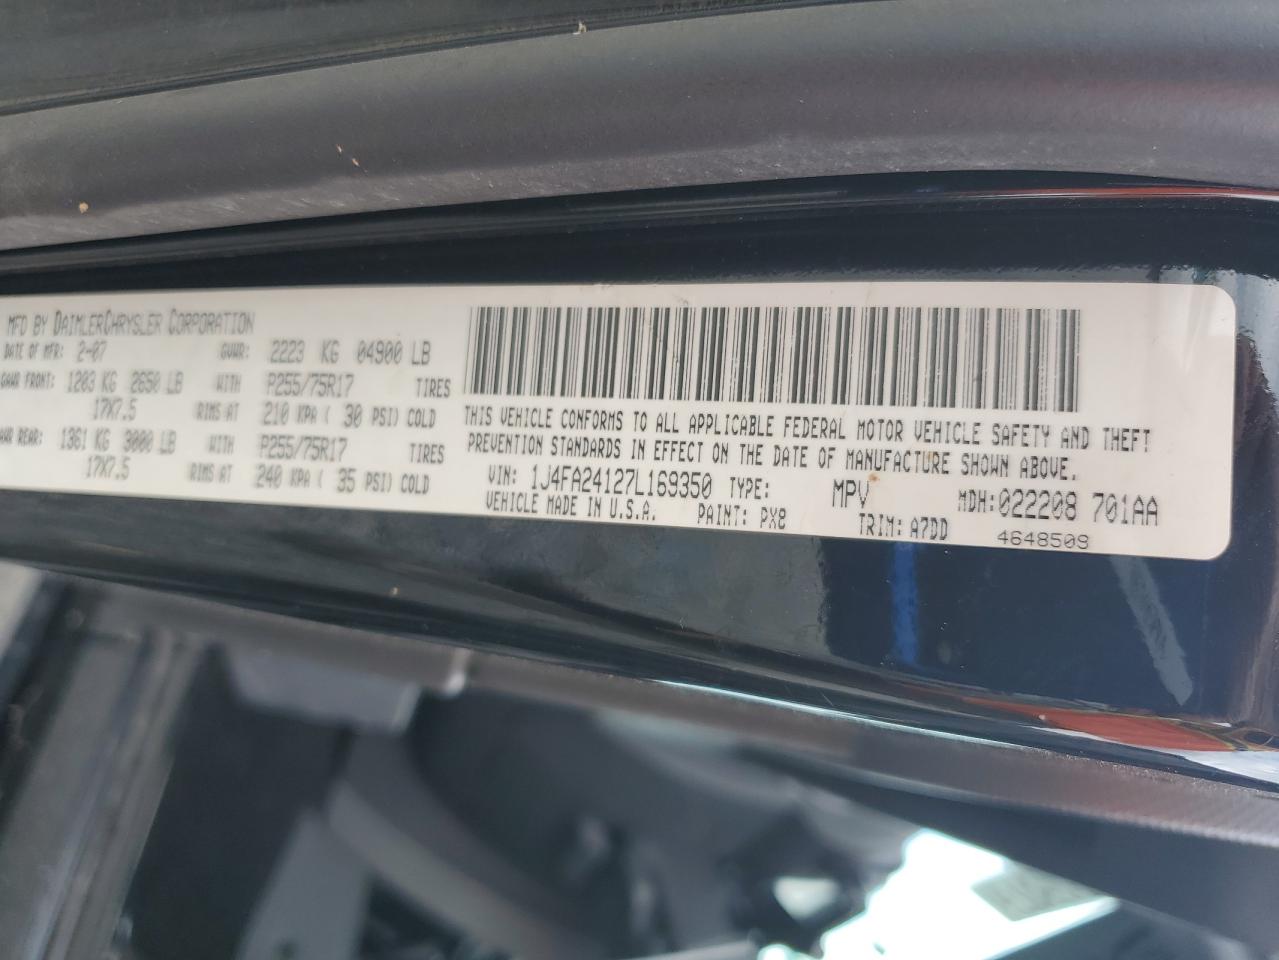 MFD BY DAIMLERCHRYSLER CORPORATION
DATE OF MFR: 2-07 GVWR: 2223 KG 04900 LB
GAWR FRONT: 1203 KG 2650 LB WITH P255/75R17 TIRES
17X7.5 RIMS AT 210 KPA ( 30 PSI) COLD
AWR REAR: 1361 KG 3000 LB WITH P255/75R17 TIRES
17X7.5 RIMS AT 240 KPA ( 35 PSI) COLD
THIS VEHICLE CONFORMS TO ALL APPLICABLE FEDERAL MOTOR VEHICLE SAFETY AND THEFT
PREVENTION STANDARDS IN EFFECT ON THE DATE OF MANUFACTURE SHOWN ABOVE.
VIN: 1J4FA24127L169350 TYPE: MPV MDH: 022208 701AA
VEHICLE MADE IN U.S.A. PAINT: PX8 TRIM: A7DD 4648509